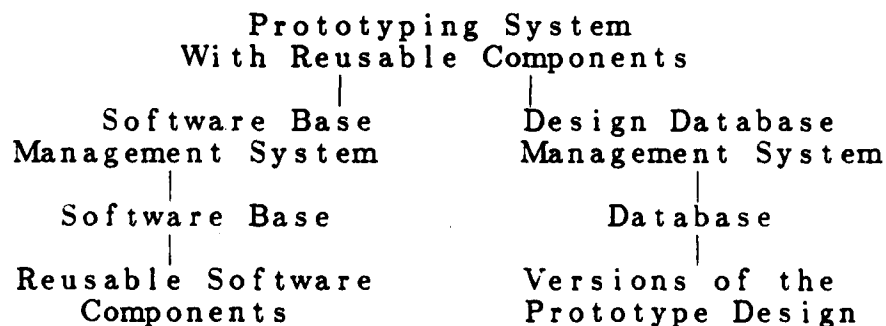 Prototyping System
With Reusable Components
Software Base
Management System
Design Database
Management System
Software Base
Database
Reusable Software
Components
Versions of the
Prototype Design